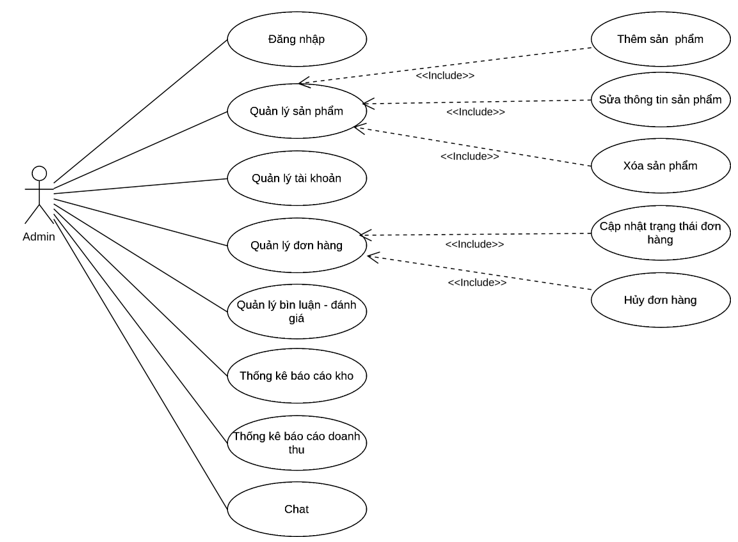 Đăng nhập
Thêm sản  phẩm
<<Include>>
Quản lý sản phẩm
<<Include>>
Sửa thông tin sản phẩm
<<Include>>
Xóa sản phẩm
Quản lý tài khoản
Admin
Quản lý đơn hàng
<<Include>>
Cập nhật trạng thái đơn
hàng
<<Include>>
Hủy đơn hàng
Quản lý bìn luận - đánh
giá
Thống kê báo cáo kho
Thống kê báo cáo doanh
thu
Chat